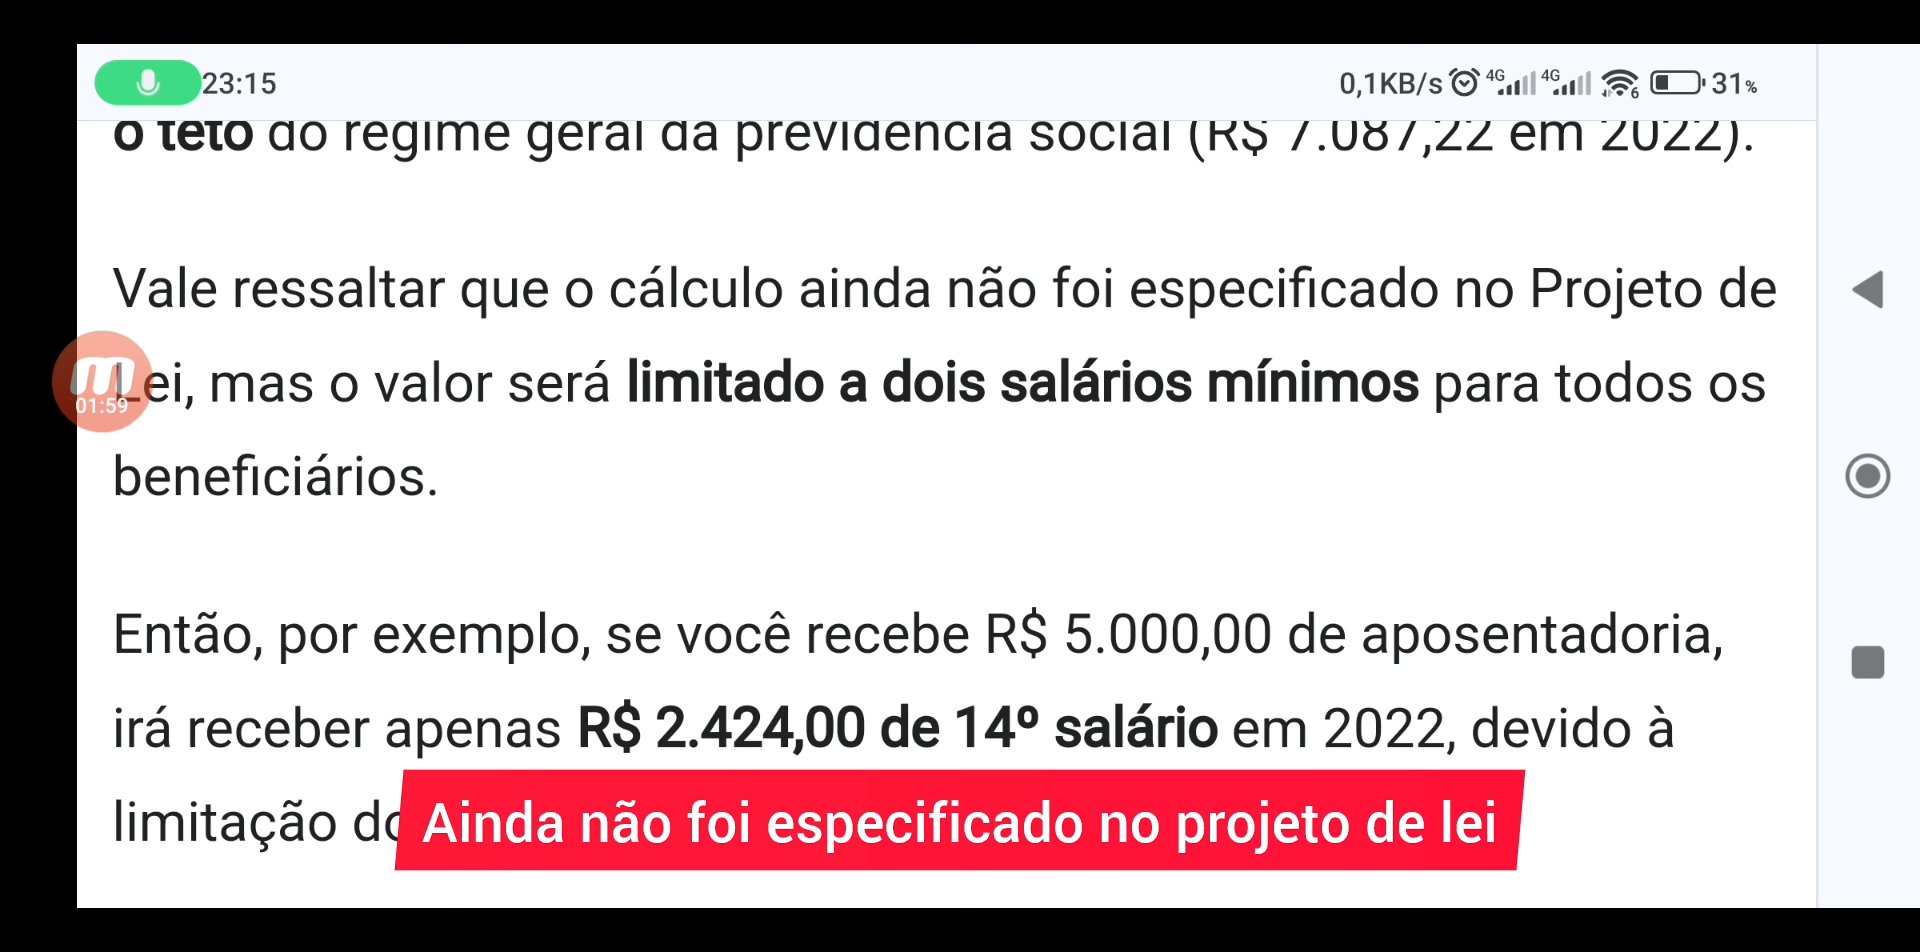 23:15
0,1KB/s 4G 4G 6 31%
o teto do regime geral da previdência social (R$ 7.087,22 em 2022).
Vale ressaltar que o cálculo ainda não foi especificado no Projeto de
Lei, mas o valor será limitado a dois salários mínimos para todos os
01:59
beneficiários.
Então, por exemplo, se você recebe R$ 5.000,00 de aposentadoria,
irá receber apenas R$ 2.424,00 de 14º salário em 2022, devido à
limitação
Ainda não foi especificado no projeto de lei